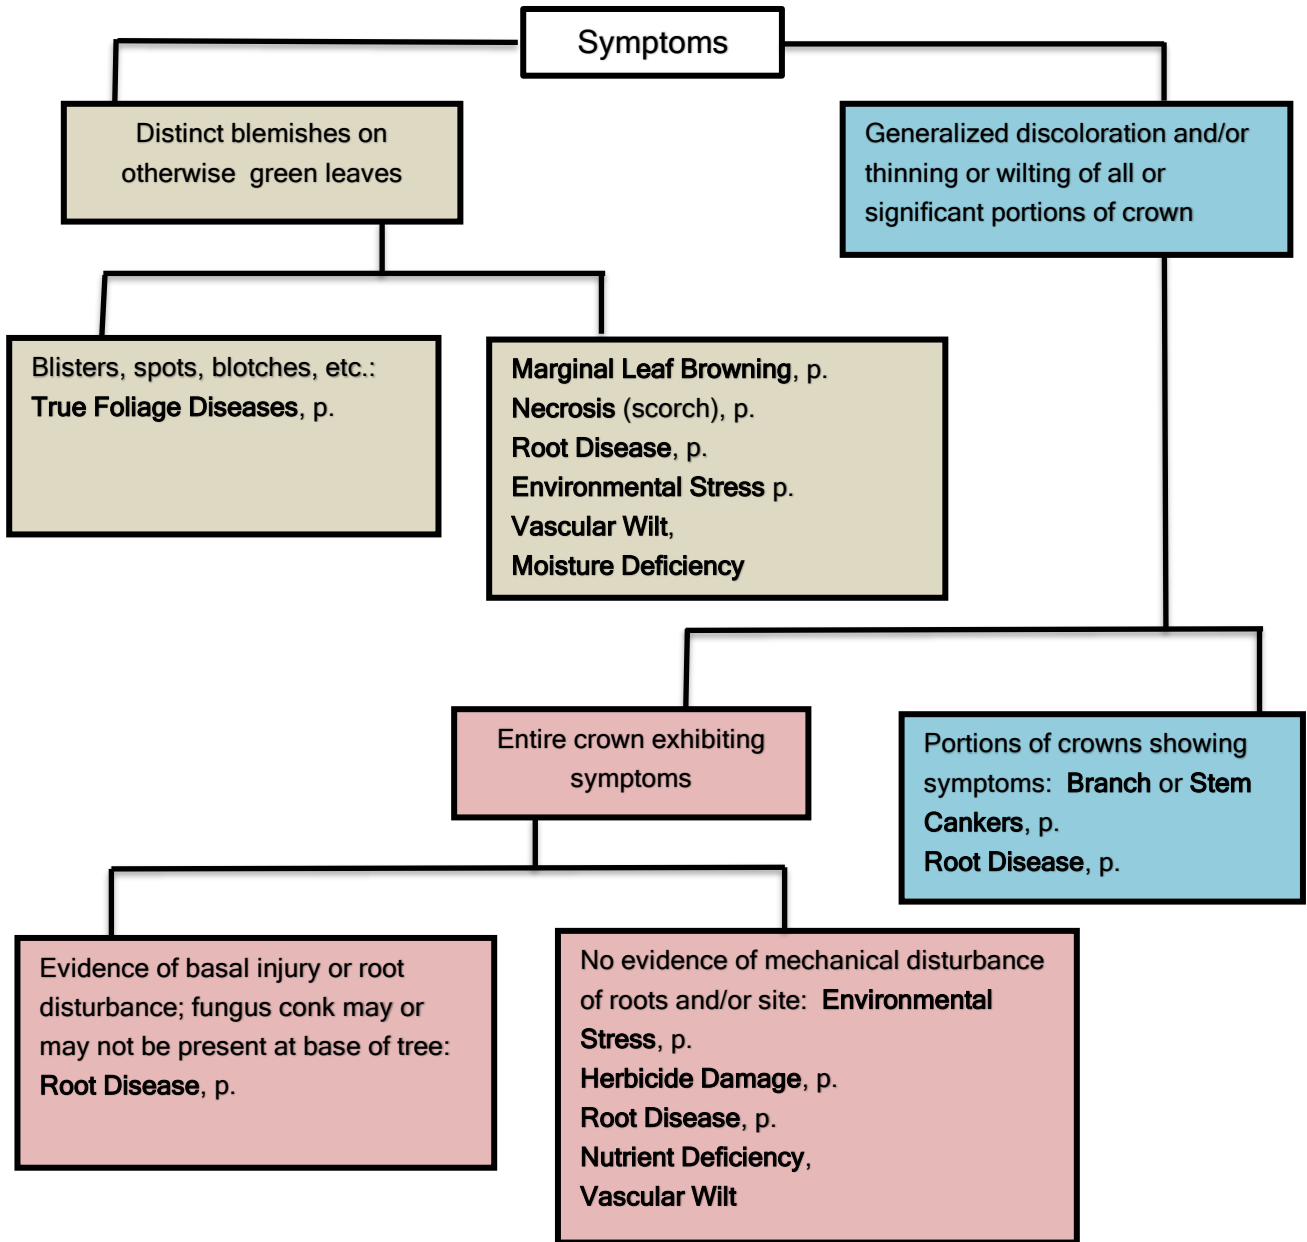 Symptoms
Distinct blemishes on
otherwise green leaves
Generalized discoloration and/or
thinning or wilting of all or
significant portions of crown
Blisters, spots, blotches, etc.:
True Foliage Diseases, p.
Marginal Leaf Browning, p.
Necrosis (scorch), p.
Root Disease, p.
Environmental Stress p.
Vascular Wilt,
Moisture Deficiency
Entire crown exhibiting
symptoms
Portions of crowns showing
symptoms: Branch or Stem
Cankers, p.
Root Disease, p.
Evidence of basal injury or root
disturbance; fungus conk may or
may not be present at base of tree:
Root Disease, p.
No evidence of mechanical disturbance
of roots and/or site: Environmental
Stress, p.
Herbicide Damage, p.
Root Disease, p.
Nutrient Deficiency,
Vascular Wilt